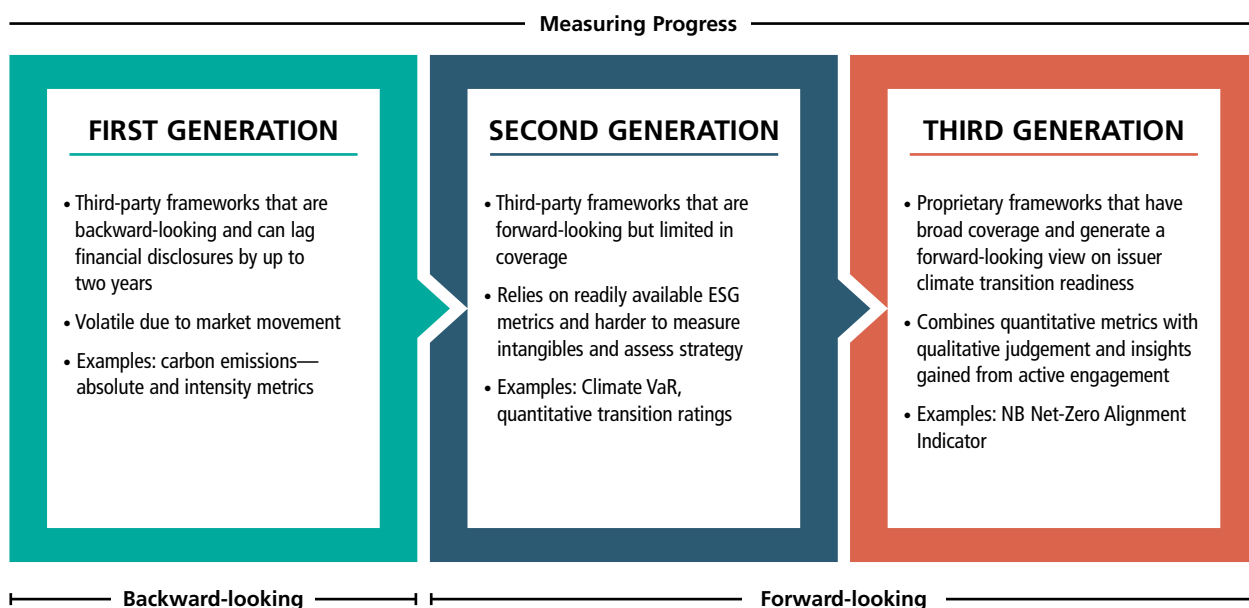 Measuring Progress
FIRST GENERATION
• Third-party frameworks that are
backward-looking and can lag
financial disclosures by up to
two years
• Volatile due to market movement
• Examples: carbon emissions—
absolute and intensity metrics
SECOND GENERATION
• Third-party frameworks that are
forward-looking but limited in
coverage
• Relies on readily available ESG
metrics and harder to measure
intangibles and assess strategy
• Examples: Climate VaR,
quantitative transition ratings
THIRD GENERATION
• Proprietary frameworks that have
broad coverage and generate a
forward-looking view on issuer
climate transition readiness
• Combines quantitative metrics with
qualitative judgement and insights
gained from active engagement
• Examples: NB Net-Zero Alignment
Indicator
Backward-looking
Forward-looking